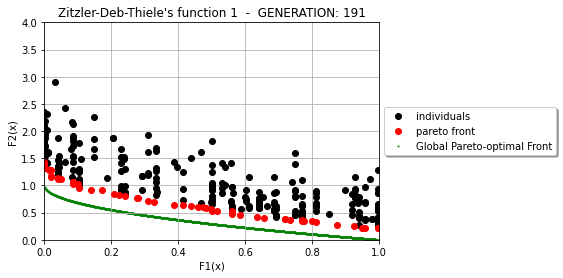 Zitzler-Deb-Thiele's function 1 - GENERATION: 191
4.0
3.5
3.0
2.5
2.0
1.5
1.0
0.5
0.0
F2(x)
0.0 0.2 0.4 0.6 0.8 1.0
F1(x)
individuals
pareto front
Global Pareto-optimal Front